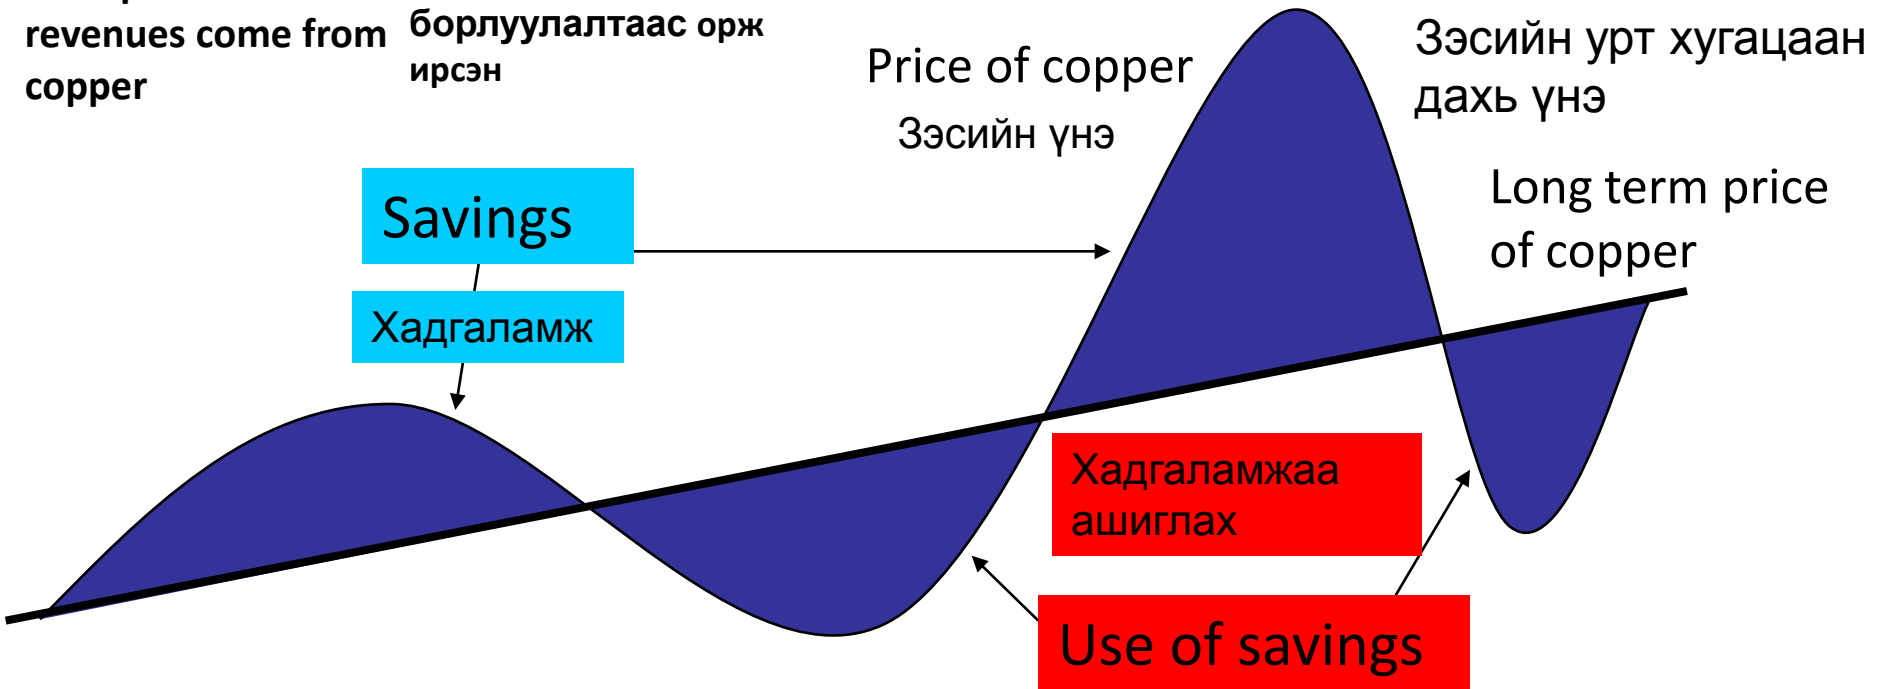 revenues come from
copper
борлуулалтаас орж
ирсэн
Price of copper
Зэсийн үнэ
Зэсийн урт хугацаан
дахь үнэ
Long term price
of copper
Savings
Хадгаламж
Хадгаламжаа
ашиглах
Use of savings